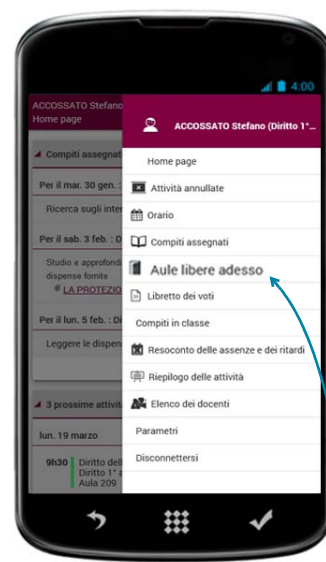 4:00
ACCOSSATO Stefano
Home page
Compiti assegnat
Per il mar. 30 gen. :
Ricerca sugli inter
Per il sab. 3 feb. : D
Studio e approfondi
dispense fornite
LA PROTEZIO
Per il lun. 5 feb. : Di
Leggere le dispen
3 prossime attivit
lun. 19 marzo
9h30 Diritto dell
Diritto 1° a
Aula 209
ACCOSSATO Stefano (Diritto 1°...
Home page
Attività annullate
Orario
Compiti assegnati
Aule libere adesso
Libretto dei voti
Compiti in classe
Resoconto delle assenze e dei ritardi
Riepilogo delle attività
Elenco dei docenti
Parametri
Disconnettersi